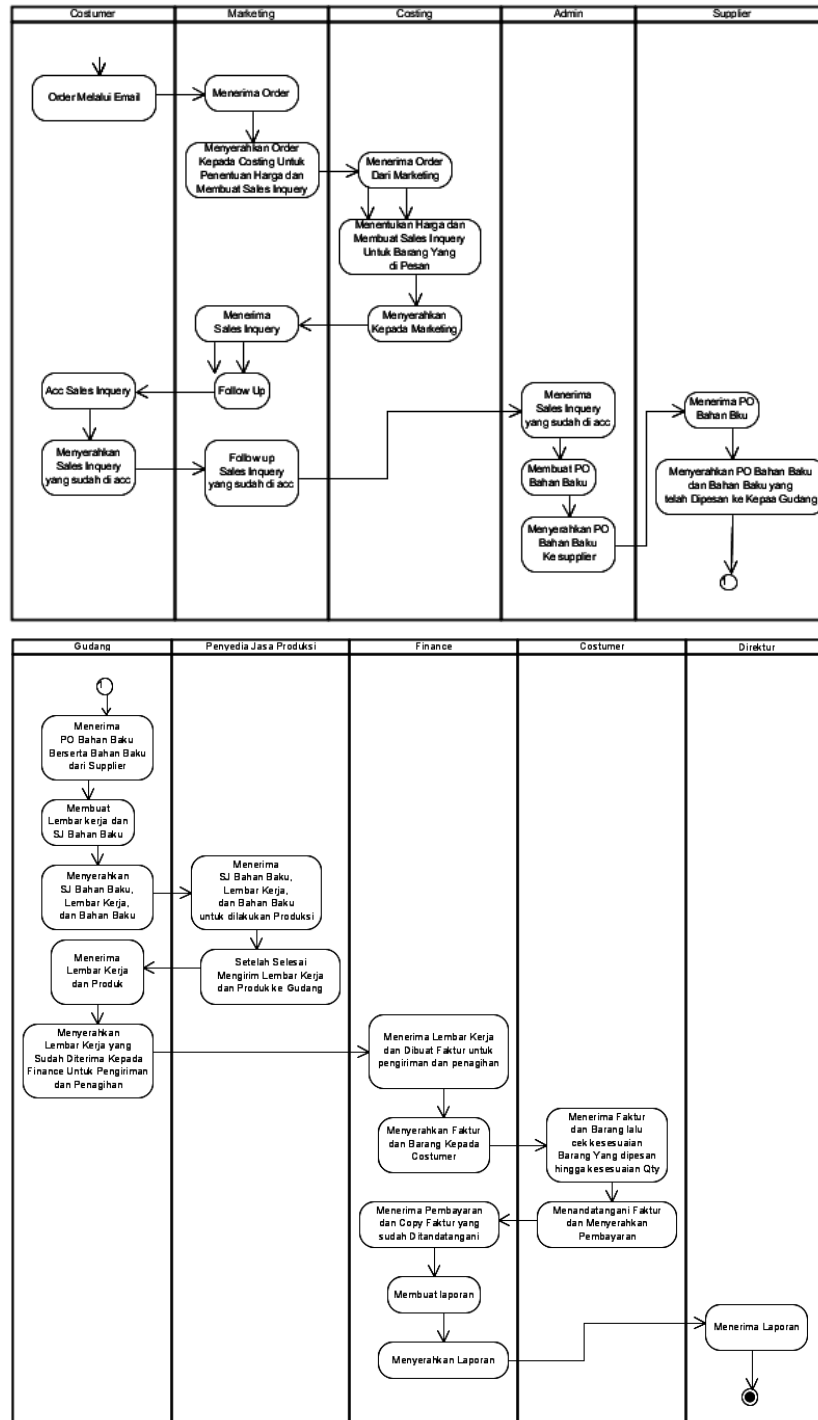 Costumer
Marketing
Costing
Admin
Supplier
Order Melalui Email
Menerima Order
Menyerahkan Order
Kepada Costing Untuk
Penentuan Harga dan
Membuat Sales Inquery
Menerima Order
Dari Marketing
Menentukan Harga dan
Membuat Sales Inquery
Untuk Barang Yang
di Pesan
Menyerahkan
Kepada Marketing
Menerima
Sales Inquery
Follow Up
Acc Sales Inquery
Menyerahkan
Sales Inquery
yang sudah di acc
Follow up
Sales Inquery
yang sudah di acc
Menerima
Sales Inquery
yang sudah di acc
Membuat PO
Bahan Baku
Menyerahkan PO
Bahan Baku
Ke supplier
Menerima PO
Bahan Bku
Menyerahkan PO Bahan Baku
dan Bahan Baku yang
telah Dipesan ke Kepaa Gudang
1
Gudang
Penyedia Jasa Produksi
Finance
Costumer
Direktur
1
Menerima
PO Bahan Baku
Berserta Bahan Baku
dari Supplier
Membuat
Lembar kerja dan
SJ Bahan Baku
Menyerahkan
SJ Bahan Baku,
Lembar Kerja,
dan Bahan Baku
Menerima
SJ Bahan Baku,
Lembar Kerja,
dan Bahan Baku
untuk dilakukan Produksi
Setelah Selesai
Mengirim Lembar Kerja
dan Produk ke Gudang
Menerima
Lembar Kerja
dan Produk
Menyerahkan
Lembar Kerja yang
Sudah Diterima Kepada
Finance Untuk Pengiriman
dan Penagihan
Menerima Lembar Kerja
dan Dibuat Faktur untuk
pengiriman dan penagihan
Menyerahkan Faktur
dan Barang Kepada
Costumer
Menerima Faktur
dan Barang lalu
cek kesesuaian
Barang Yang dipesan
hingga kesesuaian Qty
Menandatangani Faktur
dan Menyerahkan
Pembayaran
Menerima Pembayaran
dan Copy Faktur yang
sudah Ditandatangani
Membuat laporan
Menyerahkan Laporan
Menerima Laporan